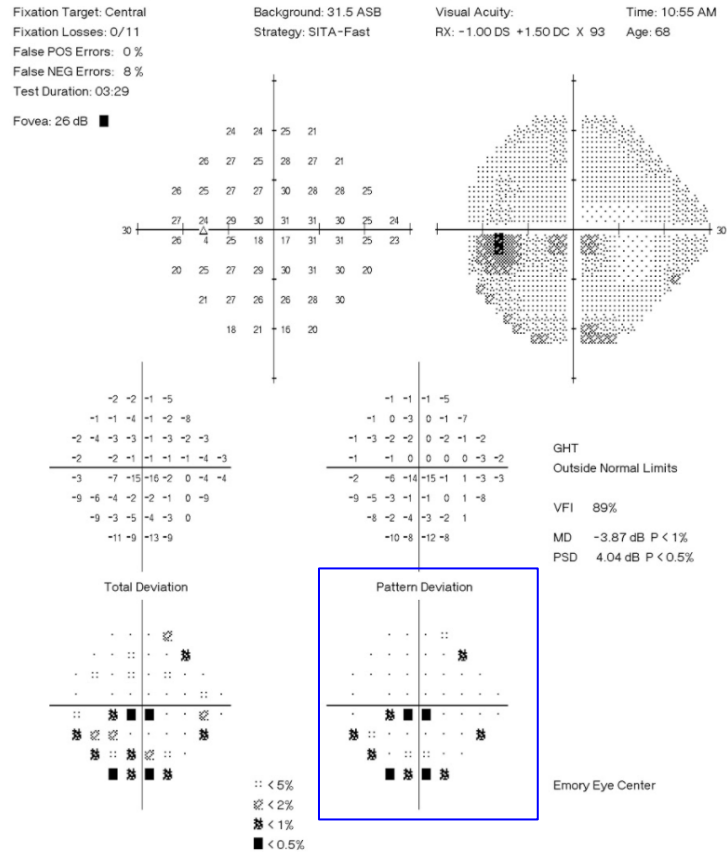 Fixation Target: Central
Fixation Losses: 0/11
False POS Errors: 0 %
False NEG Errors: 8 %
Test Duration: 03:29
Fovea: 26 dB
Background: 31.5 ASB
Strategy: SITA-Fast
Visual Acuity:
RX: -1.00 DS +1.50 DC X 93
Time: 10:55 AM
Age: 68
24 24 25 21
26 27 25 28 27 21
26 25 27 27 30 28 28 25
27 24 29 30 31 31 30 25 24
30
26 4 25 18 17 31 31 25 23
20 25 27 29 30 31 30 20
21 27 26 26 28 30
18 21 16 20
30
-2 -2 -1 -5
-1 -1 -4 -1 -2 -8
-2 -4 -3 -3 -1 -3 -2 -3
-2 -2 -1 -1 -1 -1 -4 -3
-3 -7 -15 -16 -2 0 -4 -4
-9 -6 -4 -2 -2 -1 0 -9
-9 -3 -5 -4 -3 0
-11 -9 -13 -9
Total Deviation
-1 -1 -1 -5
-1 0 -3 0 -1 -7
-1 -3 -2 -2 0 -2 -1 -2
-1 -1 0 0 0 0 -3 -2
-2 -6 -14 -15 -1 1 -3 -3
-9 -5 -3 -1 -1 0 1 -8
-8 -2 -4 -3 -2 1
-10 -8 -12 -8
Pattern Deviation
GHT
Outside Normal Limits
VFI 89%
MD -3.87 dB P < 1%
PSD 4.04 dB P < 0.5%
< 5%
< 2%
< 1%
< 0.5%
Emory Eye Center